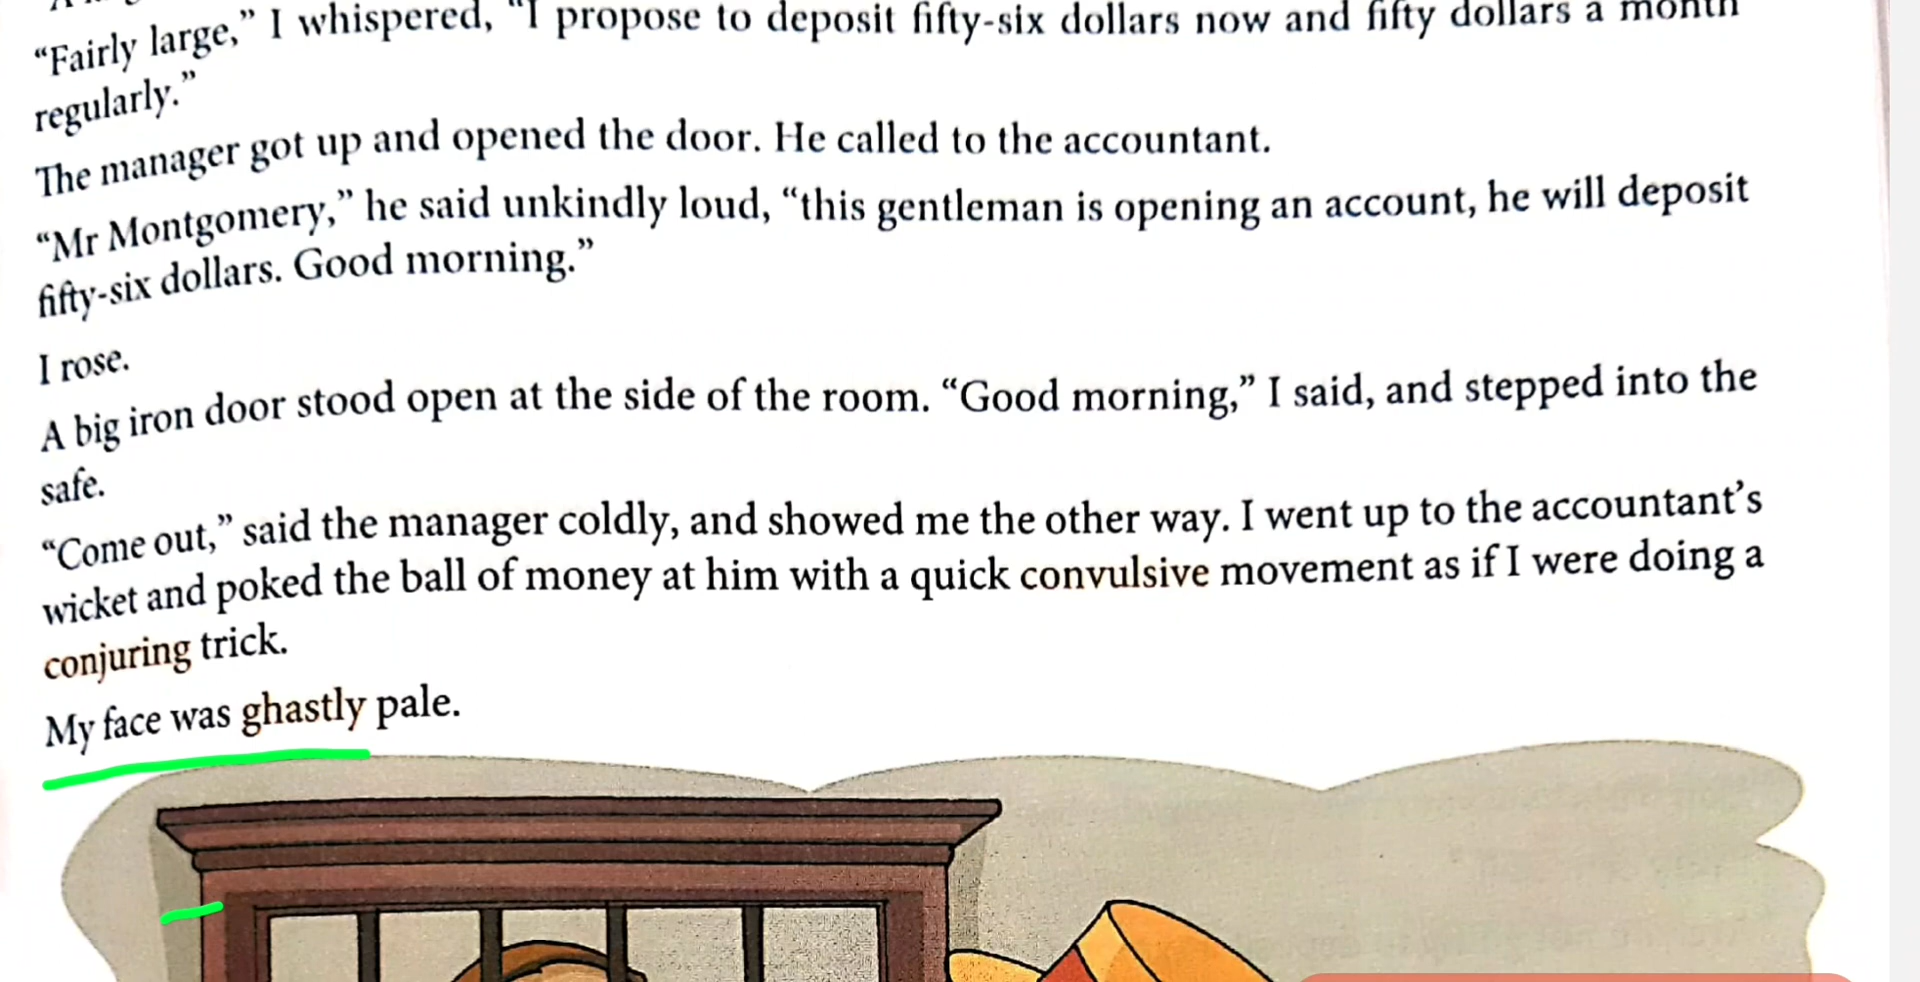 “Fairly large,” I whispered, “I propose to deposit fifty-six dollars now and fifty dollars a month
regularly.”
The manager got up and opened the door. He called to the accountant.
“Mr Montgomery,” he said unkindly loud, “this gentleman is opening an account, he will deposit
fifty-six dollars. Good morning.”
I rose.
A big iron door stood open at the side of the room. “Good morning,” I said, and stepped into the
safe.
“Come out,” said the manager coldly, and showed me the other way. I went up to the accountant’s
wicket and poked the ball of money at him with a quick convulsive movement as if I were doing a
conjuring trick.
My face was ghastly pale.